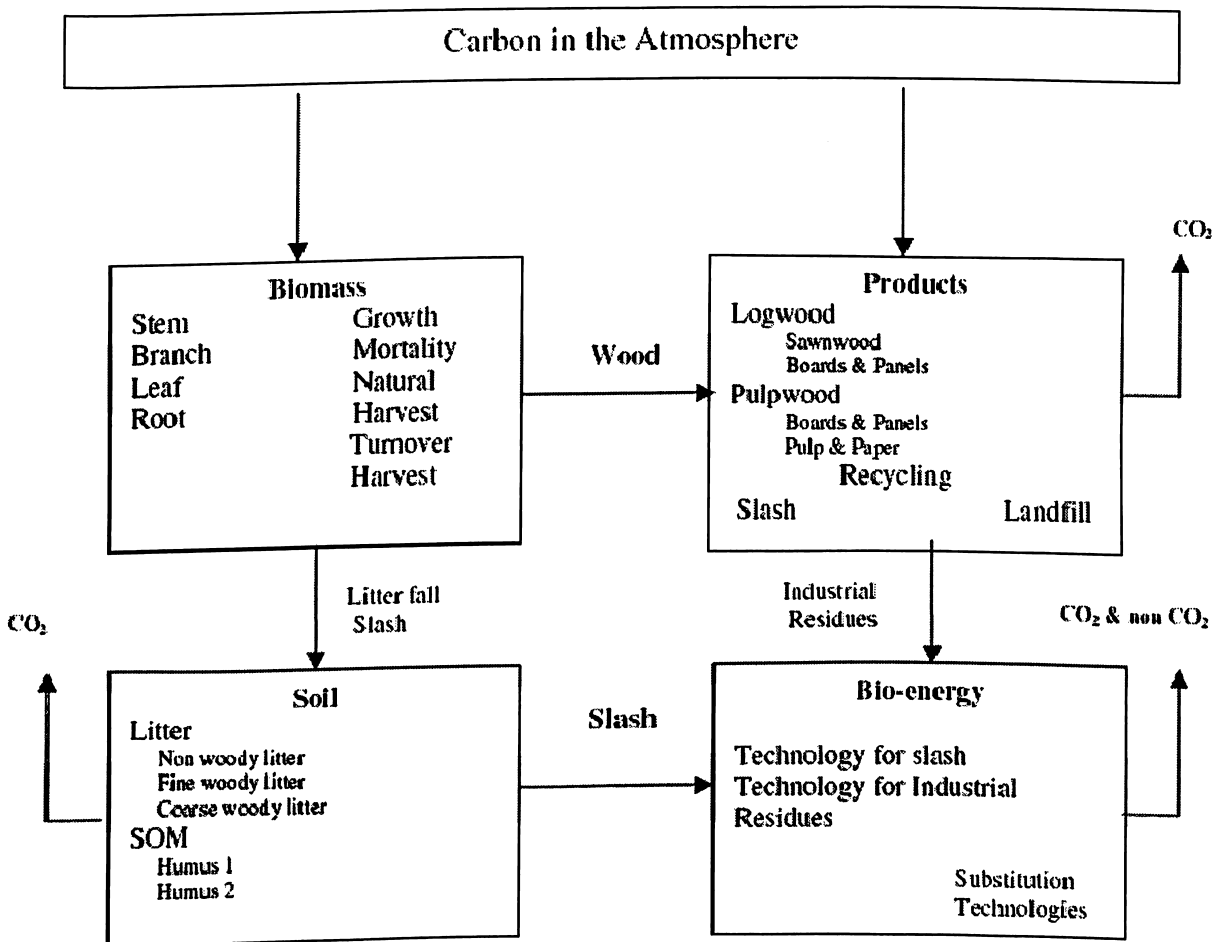 Carbon in the Atmosphere
CO₂
Biomass
Stem
Branch
Leaf
Root
Growth
Mortality
Natural
Harvest
Turnover
Harvest
Wood
Products
Logwood
Sawnwood
Boards & Panels
Pulpwood
Boards & Panels
Pulp & Paper
Recycling
Slash
Landfill
Litter fall
Slash
Industrial
Residues
CO₂
CO₂ & non CO₂
Soil
Litter
Non woody litter
Fine woody litter
Coarse woody litter
SOM
Humus 1
Humus 2
Slash
Bio-energy
Technology for slash
Technology for Industrial
Residues
Substitution
Technologies